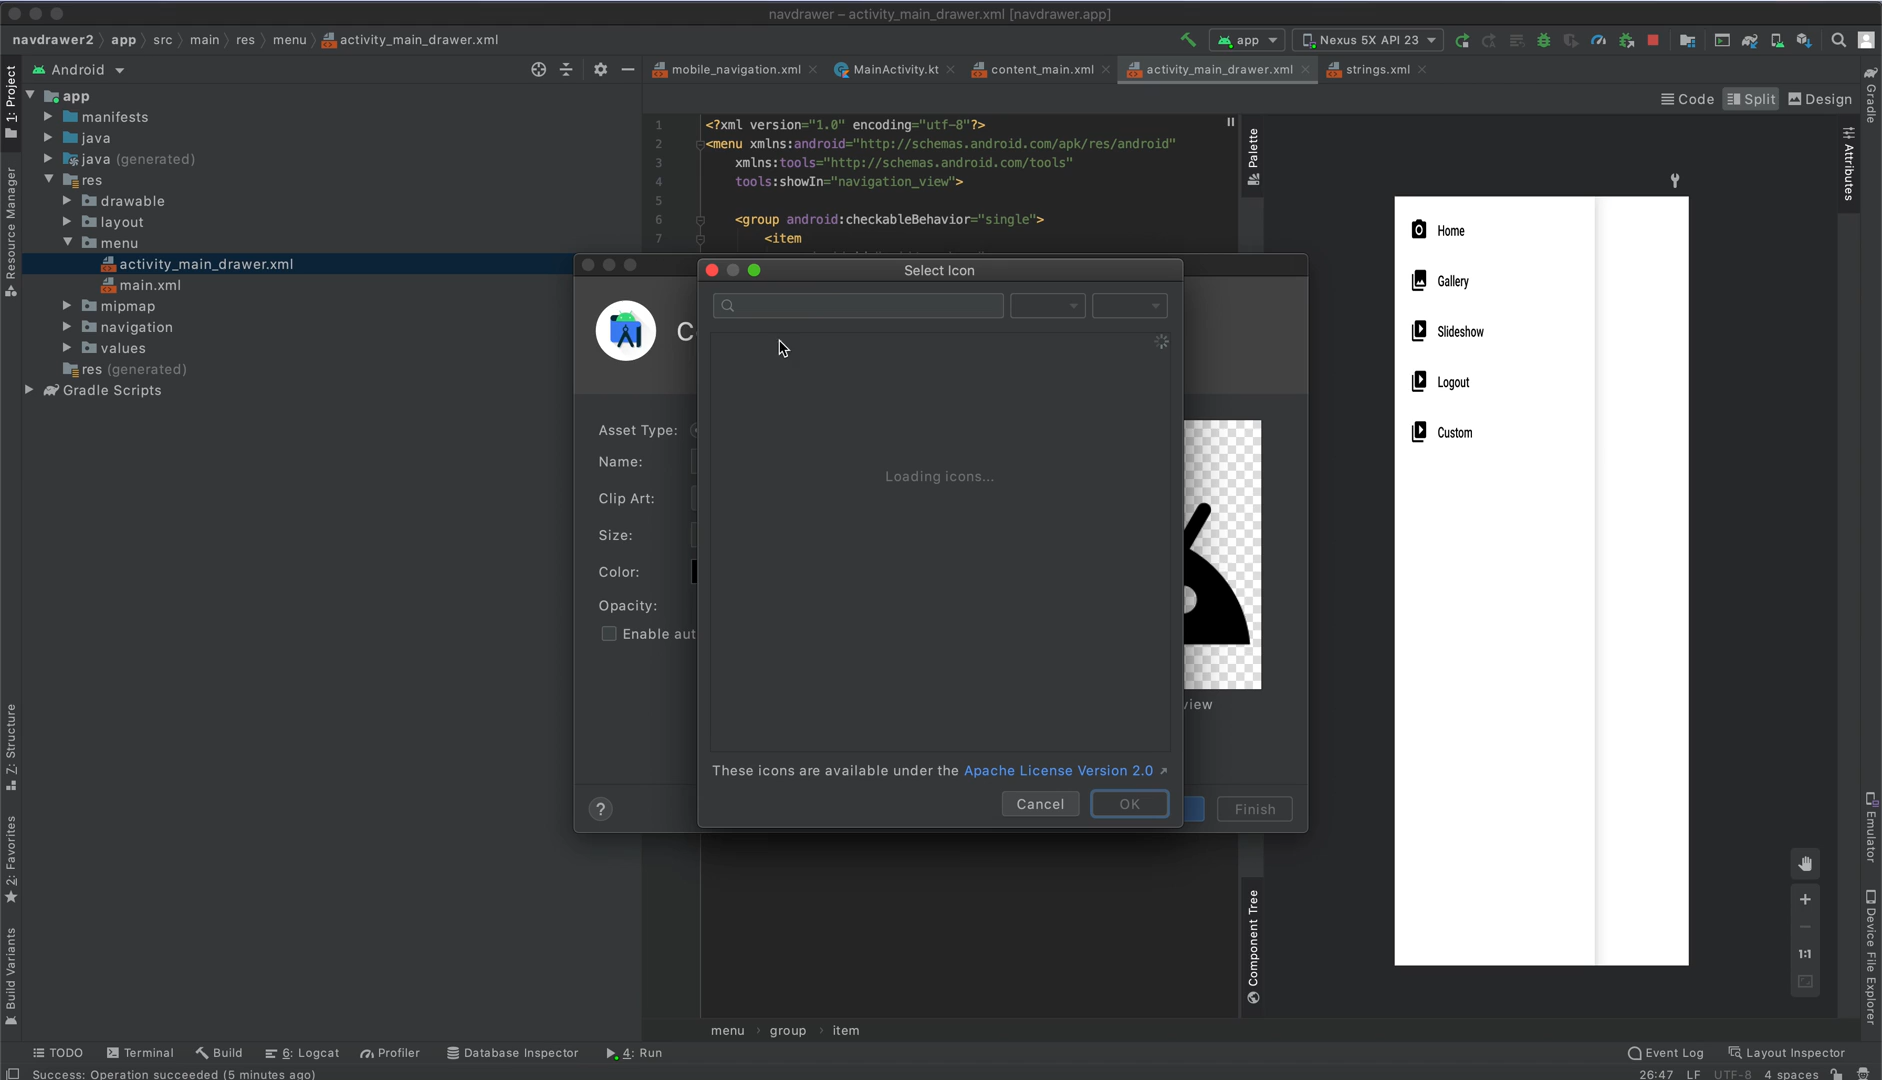 navdrawer – activity_main_drawer.xml [navdrawer.app]
navdrawer2 app src main res menu activity_main_drawer.xml
app Nexus 5X API 23
Android
mobile_navigation.xml MainActivity.kt content_main.xml activity_main_drawer.xml strings.xml
Code Split Design
1: Project
Resource Manager
Z: Structure
2: Favorites
Build Variants
app
manifests
java
java (generated)
res
drawable
layout
menu
activity_main_drawer.xml
main.xml
mipmap
navigation
values
res (generated)
Gradle Scripts
1 <?xml version="1.0" encoding="utf-8"?>
2 <menu xmlns:android="http://schemas.android.com/apk/res/android"
3 xmlns:tools="http://schemas.android.com/tools"
4 tools:showIn="navigation_view">
5
6 <group android:checkableBehavior="single">
7 <item
Select Icon
Loading icons...
These icons are available under the Apache License Version 2.0
Cancel OK
C
Asset Type:
Name:
Clip Art:
Size:
Color:
Opacity:
Enable aut
view
? Finish
Palette
Component Tree
Home
Gallery
Slideshow
Logout
Custom
1:1
Gradle
Attributes
Emulator
Device File Explorer
menu group item
TODO Terminal Build 6: Logcat Profiler Database Inspector 4: Run Event Log Layout Inspector
Success: Operation succeeded (5 minutes ago) 26:47 LF UTF-8 4 spaces